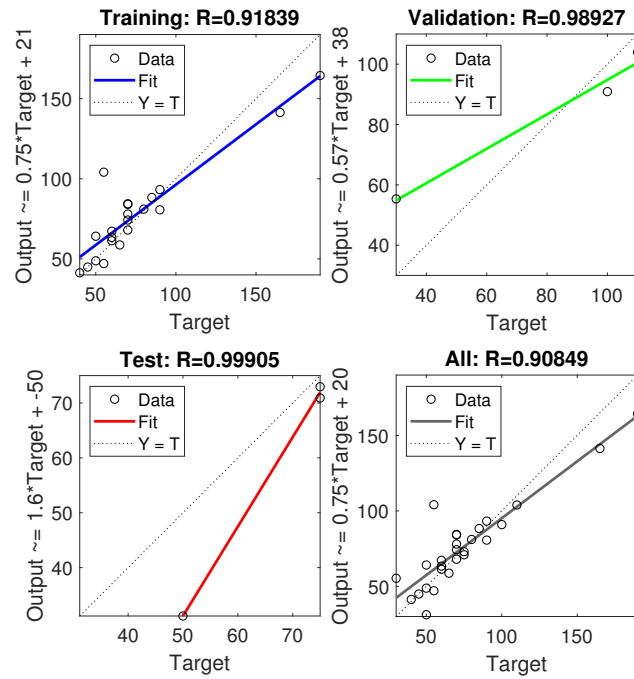 Training: R=0.91839
Output ~= 0.75*Target + 21
Data
Fit
Y = T
150
100
50
50 100 150
Target
Validation: R=0.98927
Output ~= 0.57*Target + 38
Data
Fit
Y = T
100
80
60
40
40 60 80 100
Target
Test: R=0.99905
Output ~= 1.6*Target + -50
Data
Fit
Y = T
70
60
50
40
40 50 60 70
Target
All: R=0.90849
Output ~= 0.75*Target + 20
Data
Fit
Y = T
150
100
50
50 100 150
Target